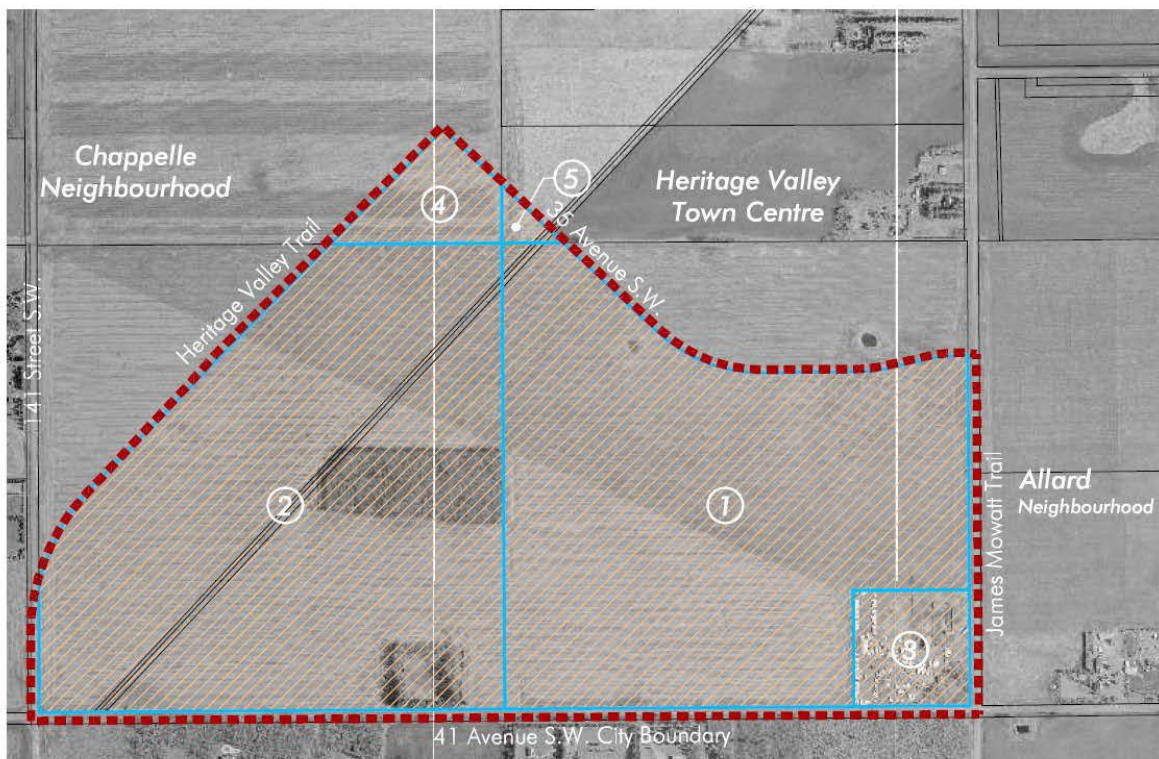 Chappelle
Neighbourhood
5
Heritage Valley
Town Centre
4
35 Avenue S.W.
Heritage Valley Trail
141 Street S.W.
2
1
Allard
Neighbourhood
James Mowatt Trail
3
41 Avenue S.W. City Boundary